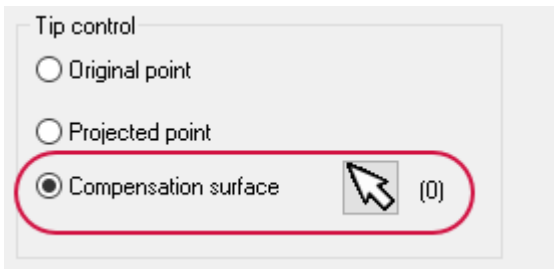 Tip control
Original point
Projected point
Compensation surface (0)